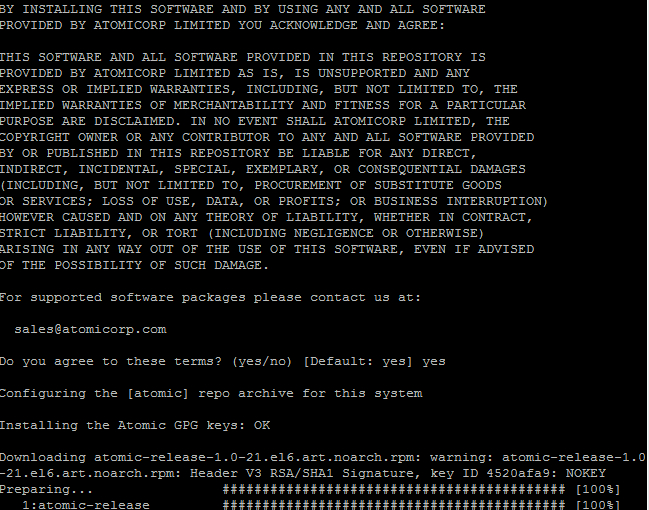 BY INSTALLING THIS SOFTWARE AND BY USING ANY AND ALL SOFTWARE
PROVIDED BY ATOMICORP LIMITED YOU ACKNOWLEDGE AND AGREE:
THIS SOFTWARE AND ALL SOFTWARE PROVIDED IN THIS REPOSITORY IS
PROVIDED BY ATOMICORP LIMITED AS IS, IS UNSUPPORTED AND ANY
EXPRESS OR IMPLIED WARRANTIES, INCLUDING, BUT NOT LIMITED TO, THE
IMPLIED WARRANTIES OF MERCHANTABILITY AND FITNESS FOR A PARTICULAR
PURPOSE ARE DISCLAIMED. IN NO EVENT SHALL ATOMICORP LIMITED, THE
COPYRIGHT OWNER OR ANY CONTRIBUTOR TO ANY AND ALL SOFTWARE PROVIDED
BY OR PUBLISHED IN THIS REPOSITORY BE LIABLE FOR ANY DIRECT,
INDIRECT, INCIDENTAL, SPECIAL, EXEMPLARY, OR CONSEQUENTIAL DAMAGES
(INCLUDING, BUT NOT LIMITED TO, PROCUREMENT OF SUBSTITUTE GOODS
OR SERVICES; LOSS OF USE, DATA, OR PROFITS; OR BUSINESS INTERRUPTION)
HOWEVER CAUSED AND ON ANY THEORY OF LIABILITY, WHETHER IN CONTRACT,
STRICT LIABILITY, OR TORT (INCLUDING NEGLIGENCE OR OTHERWISE)
ARISING IN ANY WAY OUT OF THE USE OF THIS SOFTWARE, EVEN IF ADVISED
OF THE POSSIBILITY OF SUCH DAMAGE.
For supported software packages please contact us at:
sales@atomicorp.com
Do you agree to these terms? (yes/no) [Default: yes] yes
Configuring the [atomic] repo archive for this system
Installing the Atomic GPG keys: OK
Downloading atomic-release-1.0-21.el6.art.noarch.rpm: warning: atomic-release-1.0
-21.el6.art.noarch.rpm: Header V3 RSA/SHA1 Signature, key ID 4520afa9: NOKEY
Preparing... ########################################### [100%]
1:atomic-release ########################################### [100%]